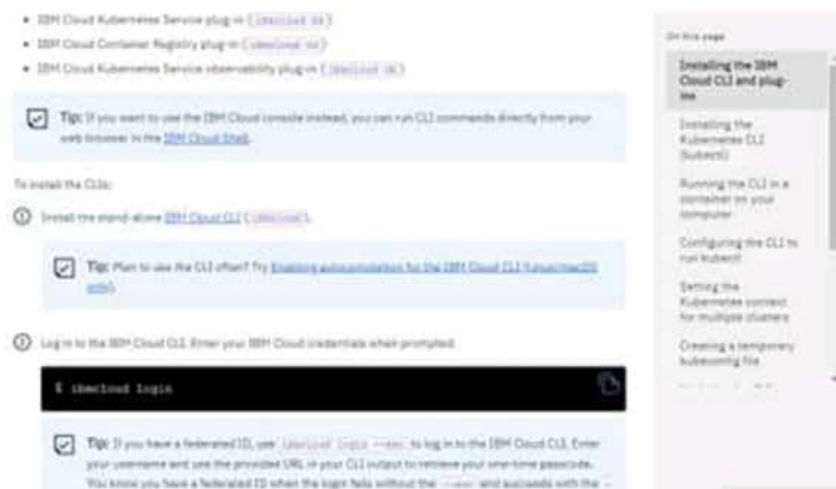 IBM Cloud Kubernetes Service plug-in (ibmcloud ks)
IBM Cloud Container Registry plug-in (ibmcloud cr)
IBM Cloud Kubernetes Service observability plug-in (ibmcloud ob)
Tip: If you want to use the IBM Cloud console instead, you can run CLI commands directly from your
web browser in the IBM Cloud Shell.
To install the CLIs:
1 Install the stand-alone IBM Cloud CLI (ibmcloud).
Tip: Plan to use the CLI often? Try Enabling autocompletion for the IBM Cloud CLI (Linux/macOS
only).
2 Log in to the IBM Cloud CLI. Enter your IBM Cloud credentials when prompted.
$ ibmcloud login
Tip: If you have a federated ID, use ibmcloud login --sso to log in to the IBM Cloud CLI. Enter
your username and use the provided URL in your CLI output to retrieve your one-time passcode.
You know you have a federated ID when the login fails without the --sso and succeeds with the -
On this page
Installing the IBM
Cloud CLI and plug-
ins
Installing the
Kubernetes CLI
(kubectl)
Running the CLI in a
container on your
computer
Configuring the CLI to
run kubectl
Setting the
Kubernetes context
for multiple clusters
Creating a temporary
kubeconfig file